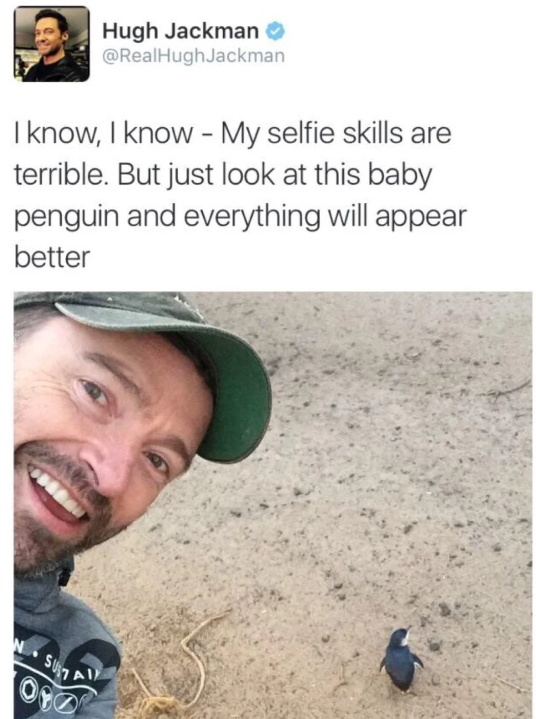 Hugh Jackman
@RealHughJackman
I know, I know - My selfie skills are
terrible. But just look at this baby
penguin and everything will appear
better